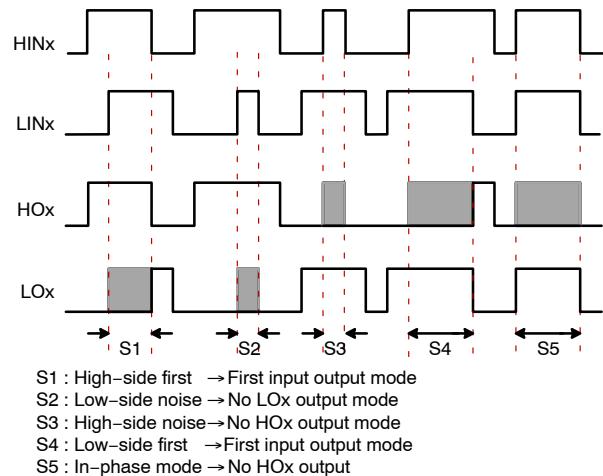 HINx
LINx
HOx
LOx
S1 S2 S3 S4 S5
S1 : High−side first →First input output mode
S2 : Low−side noise→No LOx output mode
S3 : High−side noise→No HOx output mode
S4 : Low−side first →First input output mode
S5 : In−phase mode→No HOx output